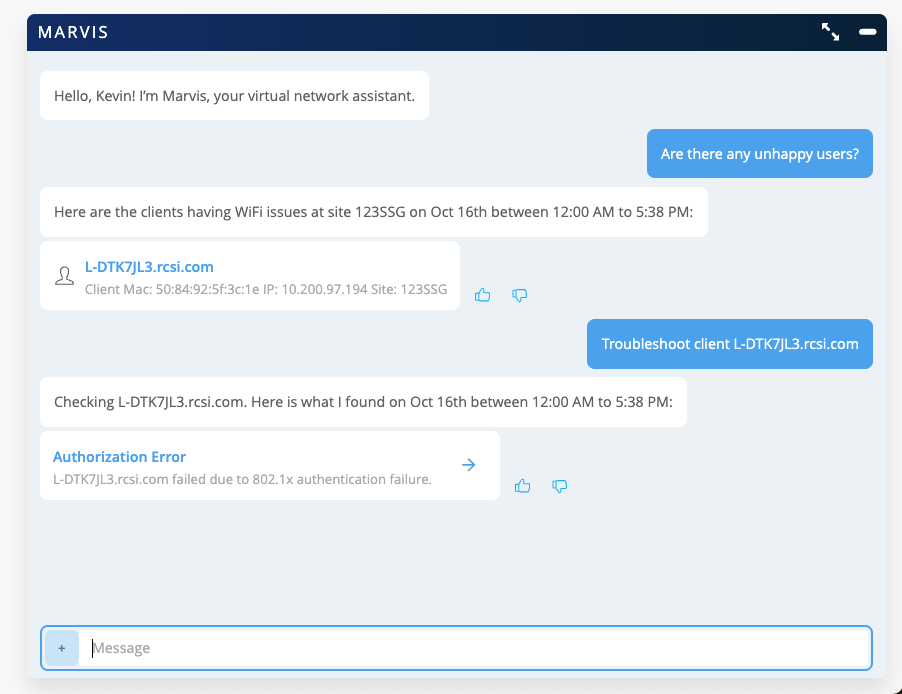 MARVIS
Hello, Kevin! I’m Marvis, your virtual network assistant.
Are there any unhappy users?
Here are the clients having WiFi issues at site 123SSG on Oct 16th between 12:00 AM to 5:38 PM:
L-DTK7JL3.rcsi.com
Client Mac: 50:84:92:5f:3c:1e IP: 10.200.97.194 Site: 123SSG
Troubleshoot client L-DTK7JL3.rcsi.com
Checking L-DTK7JL3.rcsi.com. Here is what I found on Oct 16th between 12:00 AM to 5:38 PM:
Authorization Error
L-DTK7JL3.rcsi.com failed due to 802.1x authentication failure.
+ Message